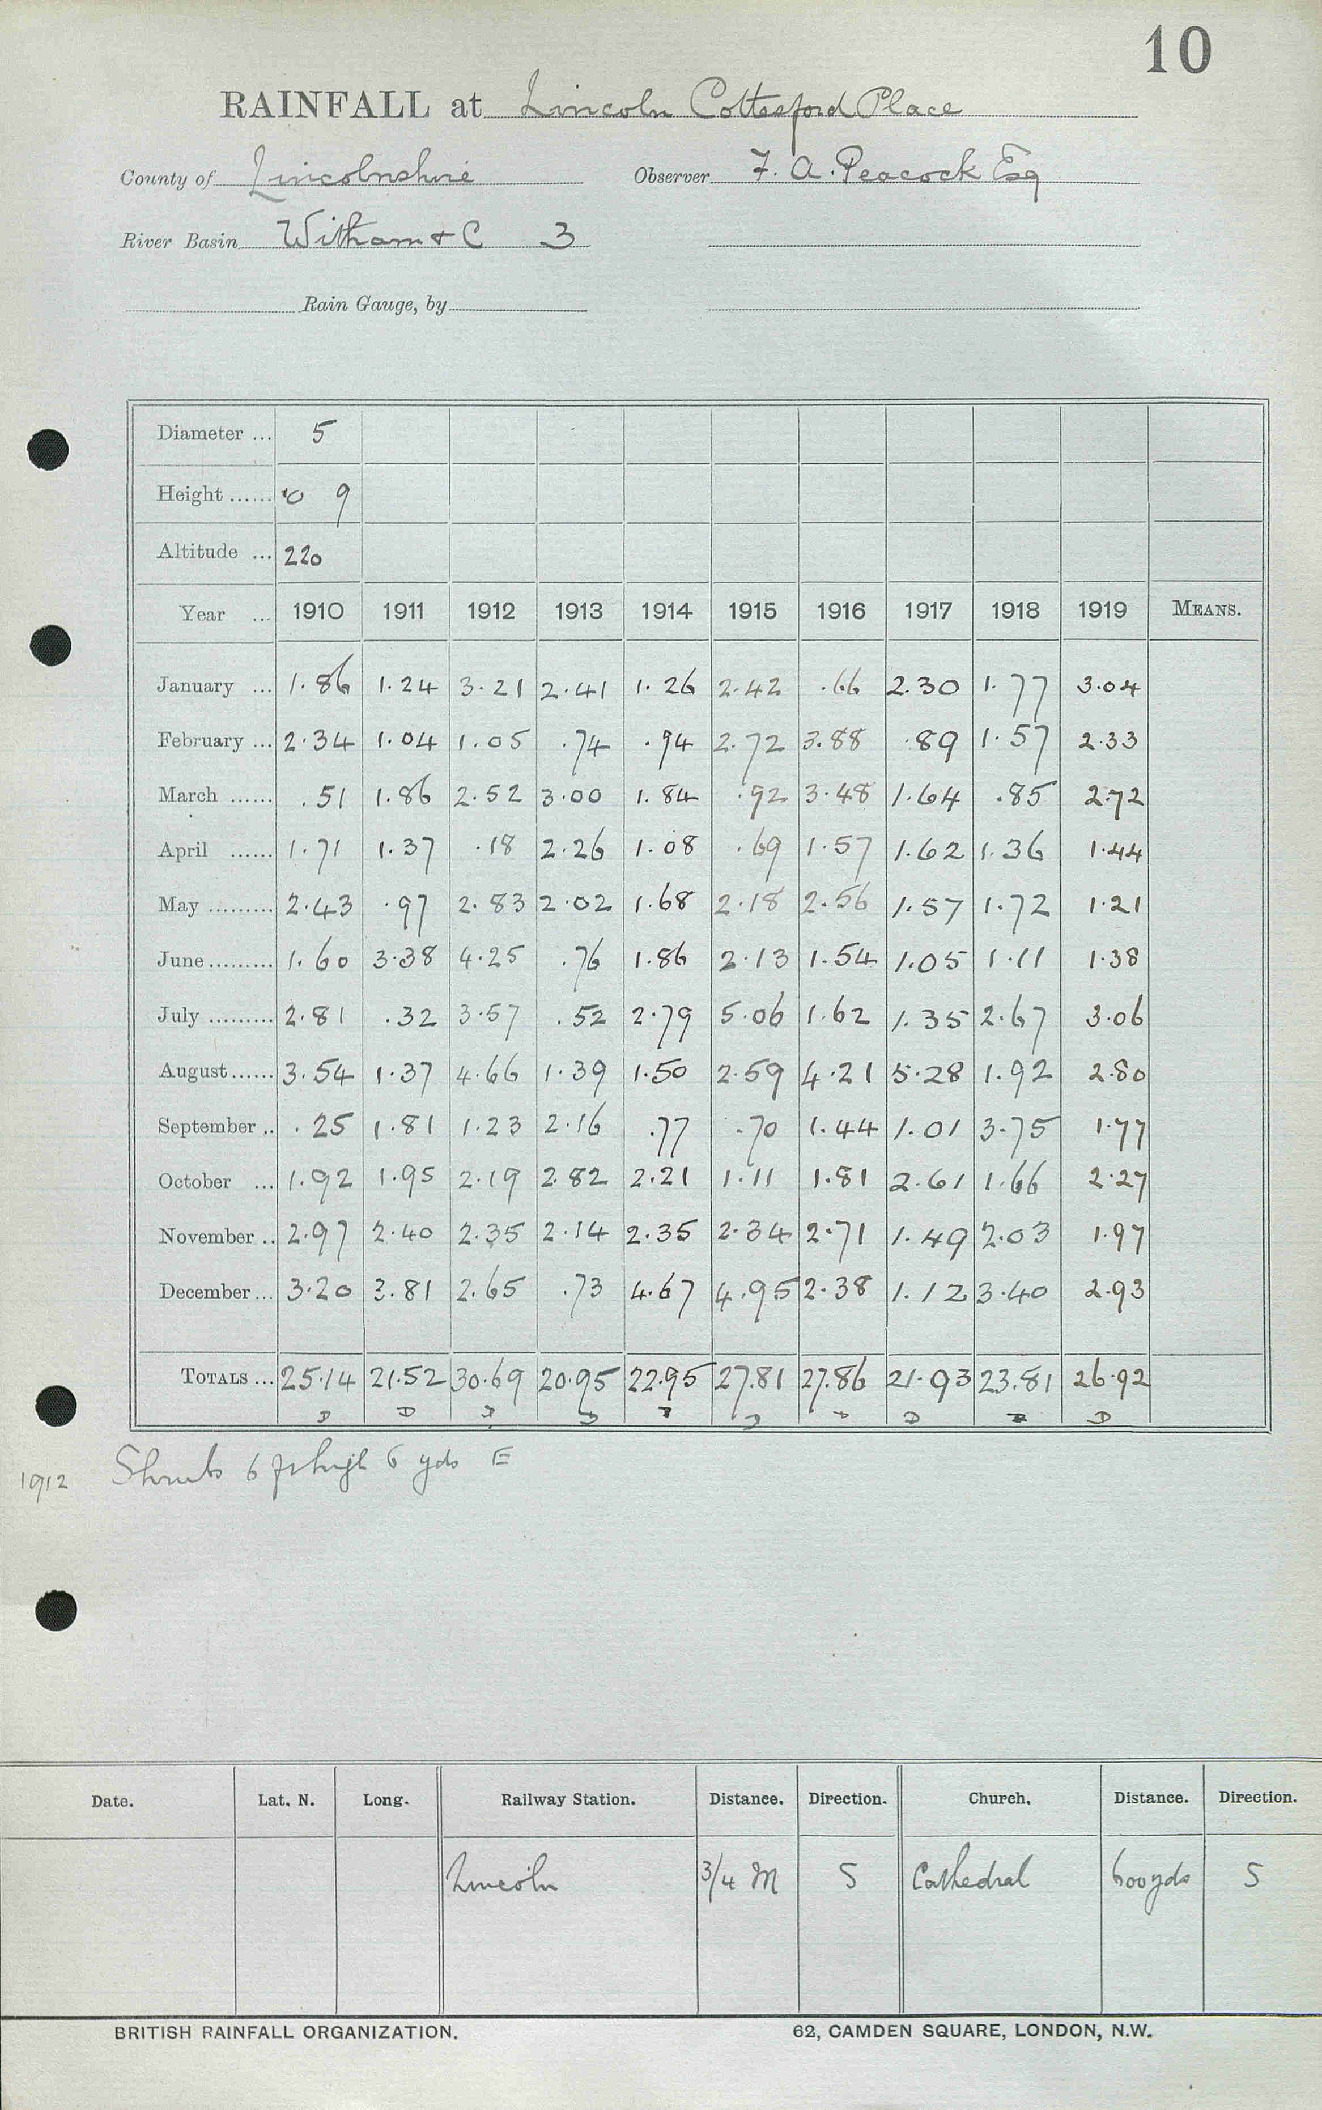 10
RAINFALL at Lincoln Cottesford Place
County of Lincolnshire Observer F. A. Peacock Esq
River Basin Witham & C 3
Rain Gauge, by
Diameter ... 5
Height ...... 0 9
Altitude ... 220
Year ... 1910 1911 1912 1913 1914 1915 1916 1917 1918 1919 MEANS.
January ... 1.86 1.24 3.21 2.41 1.26 2.42 .66 2.30 1.77 3.04
February ... 2.34 1.04 1.05 .74 .94 2.72 3.88 .89 1.57 2.33
March ...... .51 1.86 2.52 3.00 1.84 .92 3.48 1.64 .85 2.72
April ...... 1.71 1.37 .18 2.26 1.08 .69 1.57 1.62 1.36 1.44
May ......... 2.43 .97 2.83 2.02 1.68 2.18 2.56 1.57 1.72 1.21
June ......... 1.60 3.38 4.25 .76 1.86 2.13 1.54 1.05 1.11 1.38
July ......... 2.81 .32 3.57 .52 2.79 5.06 1.62 1.35 2.67 3.06
August ...... 3.54 1.37 4.66 1.39 1.50 2.59 4.21 5.28 1.92 2.80
September .. .25 1.81 1.23 2.16 .77 .70 1.44 1.01 3.75 1.77
October ... 1.92 1.95 2.19 2.82 2.21 1.11 1.81 2.61 1.66 2.27
November .. 2.97 2.40 2.35 2.14 2.35 2.34 2.71 1.49 2.03 1.97
December ... 3.20 3.81 2.65 .73 4.67 4.95 2.38 1.12 3.40 2.93
TOTALS ... 25.14 21.52 30.69 20.95 22.95 27.81 27.86 21.93 23.81 26.92
D D D D D D D D D D
1912 Shrubs 6 ft high 6 yds E
Date. Lat. N. Long. Railway Station. Distance. Direction. Church. Distance. Direction.
Lincoln 3/4 M S Cathedral 600 yds S
BRITISH RAINFALL ORGANIZATION. 62, CAMDEN SQUARE, LONDON, N.W.